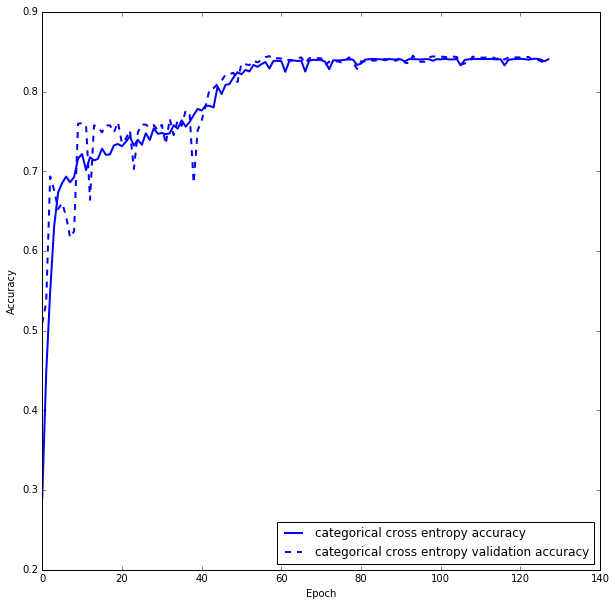 0.9
0.8
0.7
0.6
0.5
0.4
0.3
0.2
Accuracy
categorical cross entropy accuracy
categorical cross entropy validation accuracy
0 20 40 60 80 100 120 140
Epoch